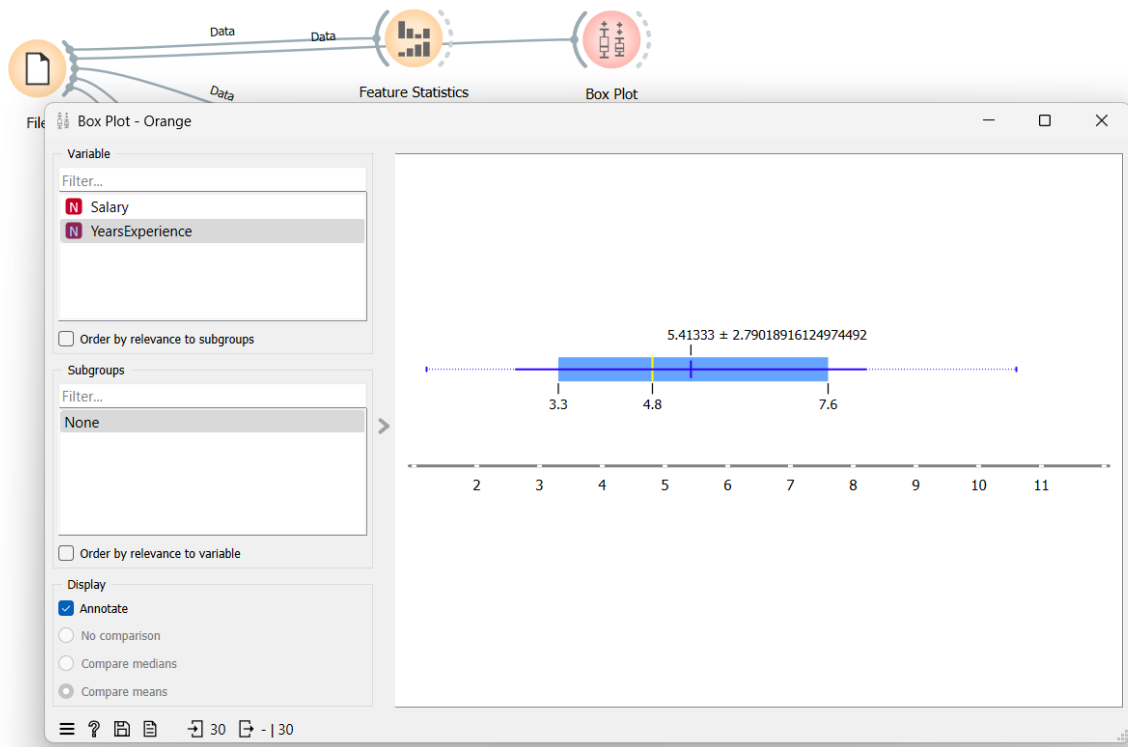 Data
Data
Data
Feature Statistics
Box Plot
File
Box Plot - Orange
Variable
Filter...
N Salary
N YearsExperience
Order by relevance to subgroups
Subgroups
Filter...
None
Order by relevance to variable
Display
Annotate
No comparison
Compare medians
Compare means
? 30 - | 30
5.41333 ± 2.79018916124974492
3.3 4.8 7.6
2 3 4 5 6 7 8 9 10 11